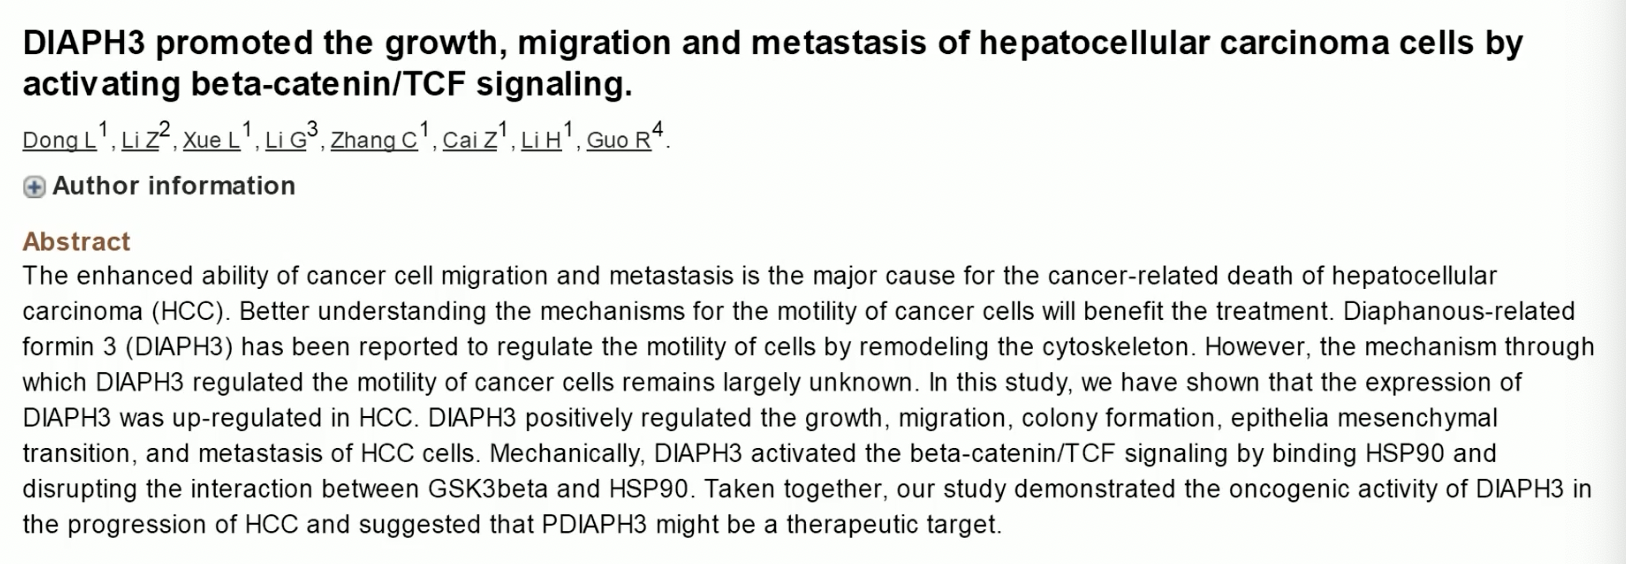 DIAPH3 promoted the growth, migration and metastasis of hepatocellular carcinoma cells by
activating beta-catenin/TCF signaling.
Dong L1, Li Z2, Xue L1, Li G3, Zhang C1, Cai Z1, Li H1, Guo R4.
Author information
Abstract
The enhanced ability of cancer cell migration and metastasis is the major cause for the cancer-related death of hepatocellular
carcinoma (HCC). Better understanding the mechanisms for the motility of cancer cells will benefit the treatment. Diaphanous-related
formin 3 (DIAPH3) has been reported to regulate the motility of cells by remodeling the cytoskeleton. However, the mechanism through
which DIAPH3 regulated the motility of cancer cells remains largely unknown. In this study, we have shown that the expression of
DIAPH3 was up-regulated in HCC. DIAPH3 positively regulated the growth, migration, colony formation, epithelia mesenchymal
transition, and metastasis of HCC cells. Mechanically, DIAPH3 activated the beta-catenin/TCF signaling by binding HSP90 and
disrupting the interaction between GSK3beta and HSP90. Taken together, our study demonstrated the oncogenic activity of DIAPH3 in
the progression of HCC and suggested that PDIAPH3 might be a therapeutic target.